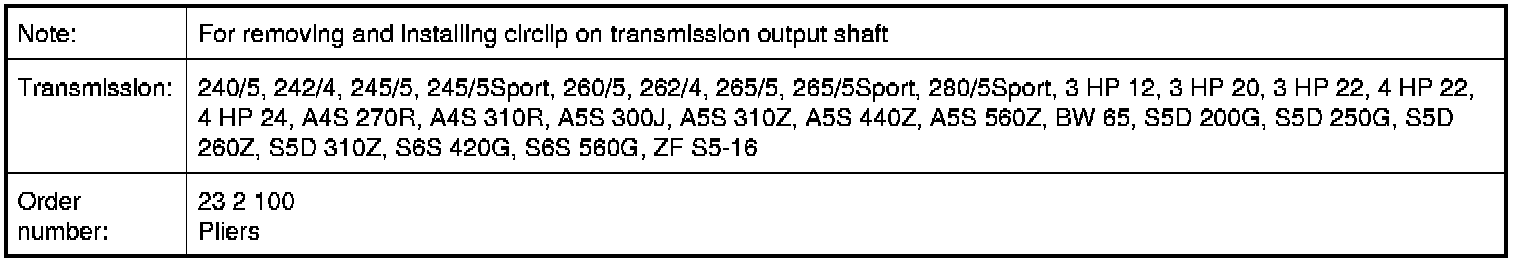 Note: For removing and installing circlip on transmission output shaft
Transmission: 240/5, 242/4, 245/5, 245/5Sport, 260/5, 262/4, 265/5, 265/5Sport, 280/5Sport, 3 HP 12, 3 HP 20, 3 HP 22, 4 HP 22,
4 HP 24, A4S 270R, A4S 310R, A5S 300J, A5S 310Z, A5S 440Z, A5S 560Z, BW 65, S5D 200G, S5D 250G, S5D
260Z, S5D 310Z, S6S 420G, S6S 560G, ZF S5-16
Order number: 23 2 100
Pliers